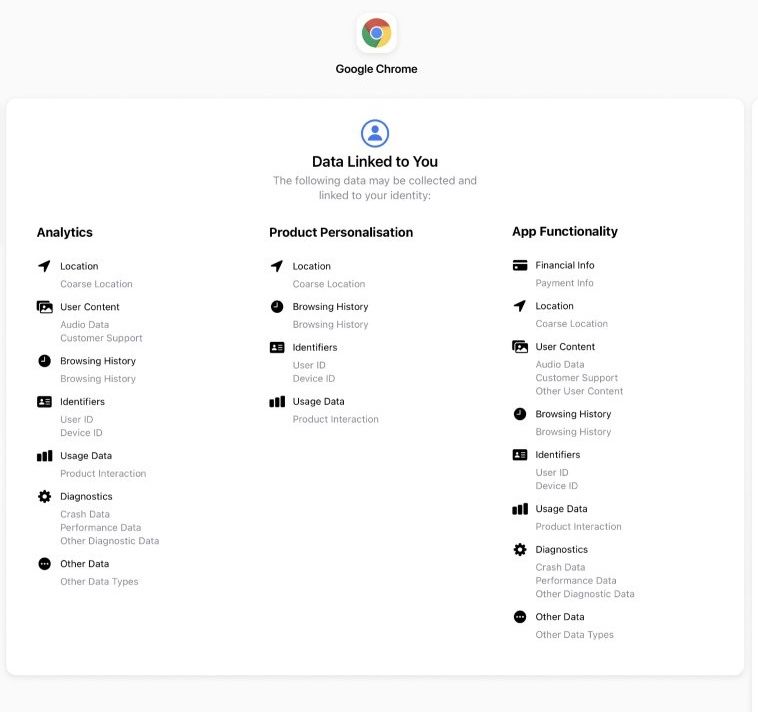 Google Chrome
Data Linked to You
The following data may be collected and
linked to your identity:
Analytics
Location
Coarse Location
User Content
Audio Data
Customer Support
Browsing History
Browsing History
Identifiers
User ID
Device ID
Usage Data
Product Interaction
Diagnostics
Crash Data
Performance Data
Other Diagnostic Data
Other Data
Other Data Types
Product Personalisation
Location
Coarse Location
Browsing History
Browsing History
Identifiers
User ID
Device ID
Usage Data
Product Interaction
App Functionality
Financial Info
Payment Info
Location
Coarse Location
User Content
Audio Data
Customer Support
Other User Content
Browsing History
Browsing History
Identifiers
User ID
Device ID
Usage Data
Product Interaction
Diagnostics
Crash Data
Performance Data
Other Diagnostic Data
Other Data
Other Data Types